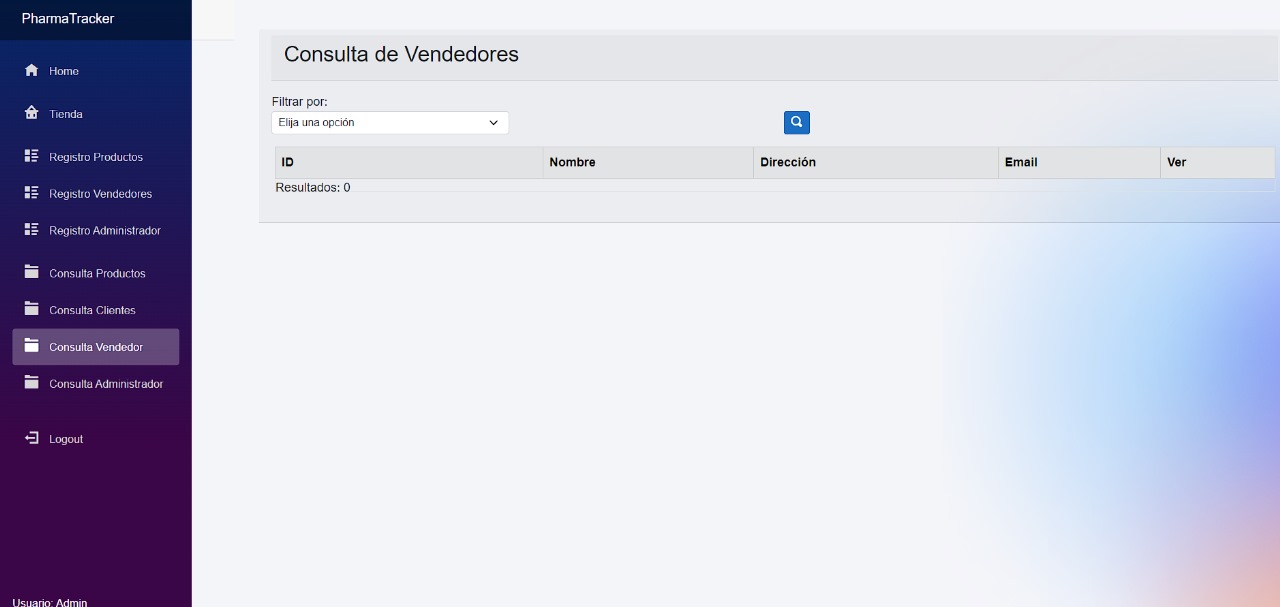 PharmaTracker
Home
Tienda
Registro Productos
Registro Vendedores
Registro Administrador
Consulta Productos
Consulta Clientes
Consulta Vendedor
Consulta Administrador
Logout
Usuario: Admin
Consulta de Vendedores
Filtrar por:
Elija una opción
ID Nombre Dirección Email Ver
Resultados: 0